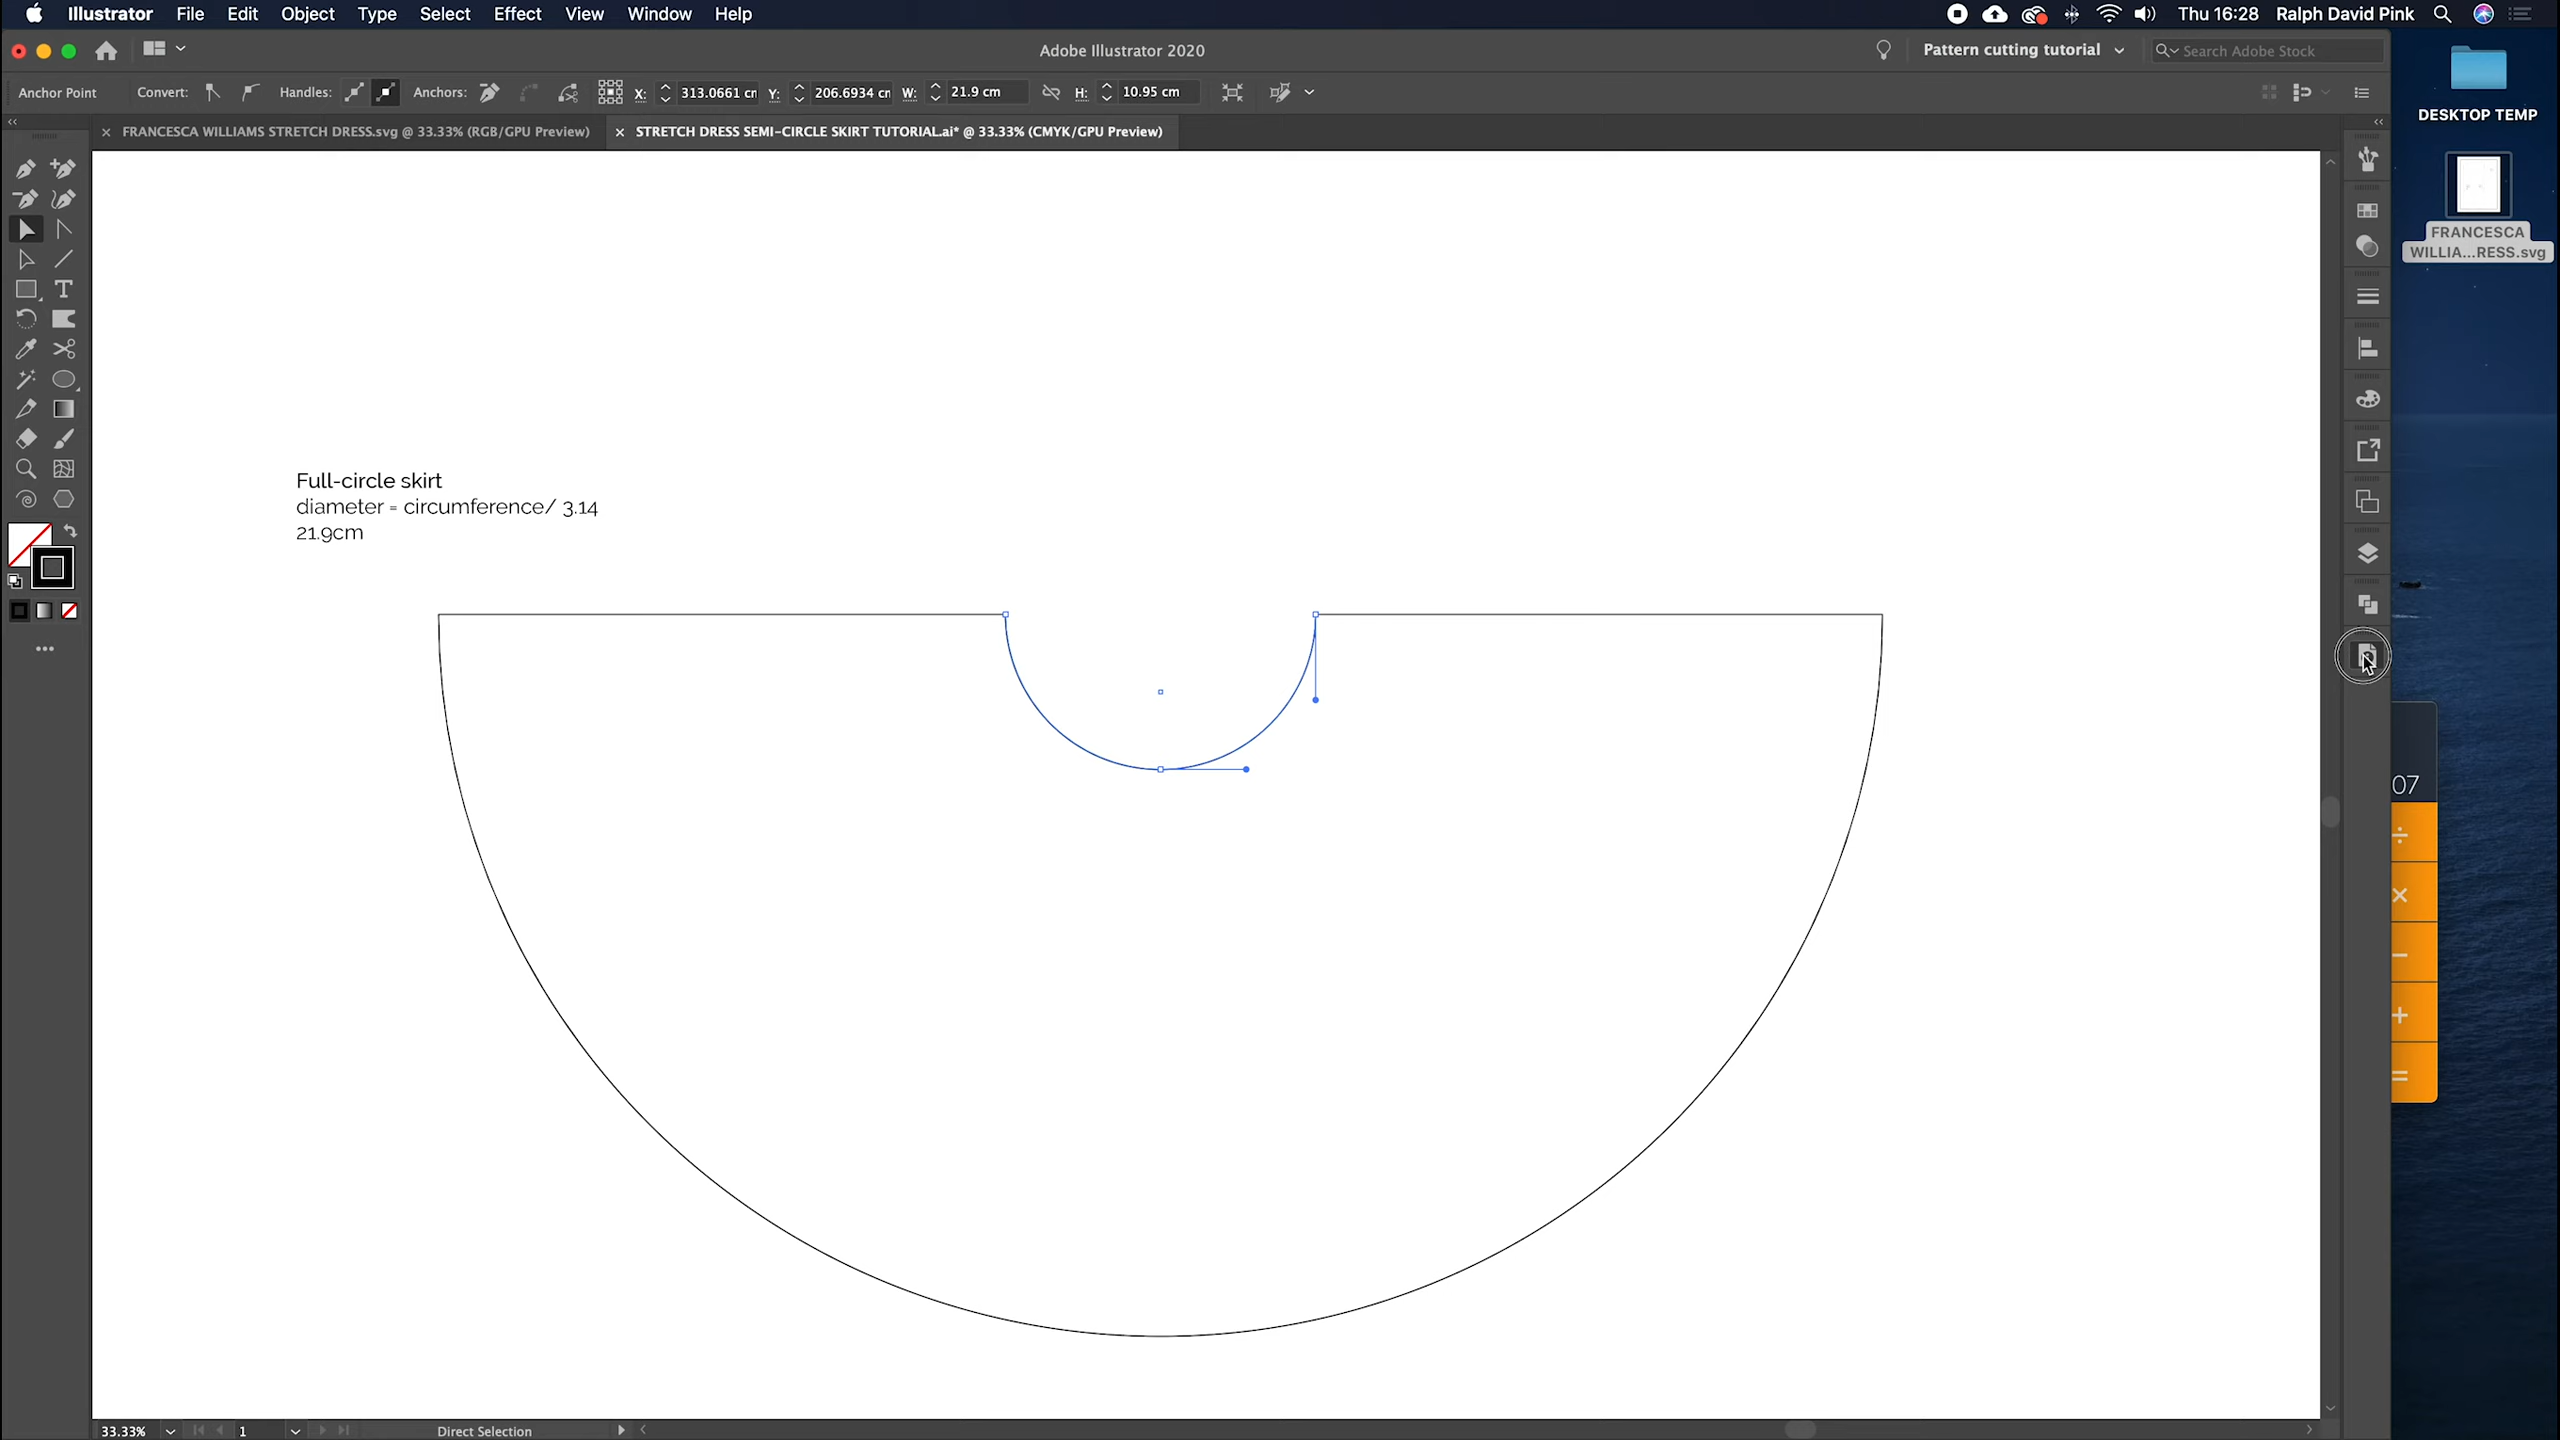 Illustrator File Edit Object Type Select Effect View Window Help Thu 16:28 Ralph David Pink
Adobe Illustrator 2020 Pattern cutting tutorial Search Adobe Stock
Anchor Point Convert: Handles: Anchors: X: 313.0661 cm Y: 206.6934 cm W: 21.9 cm H: 10.95 cm
FRANCESCA WILLIAMS STRETCH DRESS.svg @ 33.33% (RGB/GPU Preview) STRETCH DRESS SEMI-CIRCLE SKIRT TUTORIAL.ai* @ 33.33% (CMYK/GPU Preview)
DESKTOP TEMP
FRANCESCA
WILLIA...RESS.svg
Full-circle skirt
diameter = circumference/ 3.14
21.9cm
07
÷
×
−
+
=
33.33% 1 Direct Selection